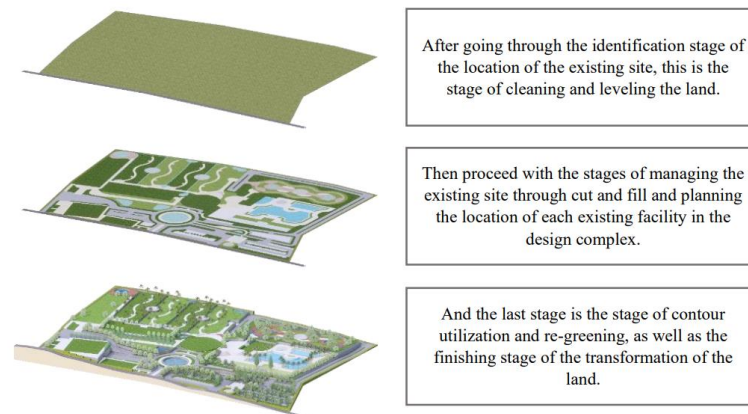 After going through the identification stage of
the location of the existing site, this is the
stage of cleaning and leveling the land.
Then proceed with the stages of managing the
existing site through cut and fill and planning
the location of each existing facility in the
design complex.
And the last stage is the stage of contour
utilization and re-greening, as well as the
finishing stage of the transformation of the
land.